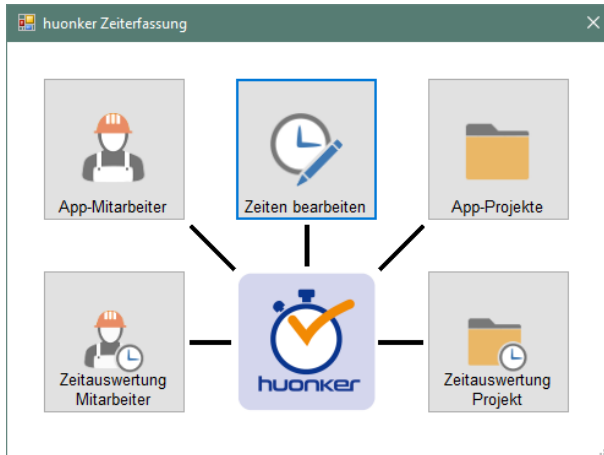 huonker Zeiterfassung
App-Mitarbeiter
Zeiten bearbeiten
App-Projekte
Zeitauswertung
Mitarbeiter
huonker
Zeitauswertung
Projekt